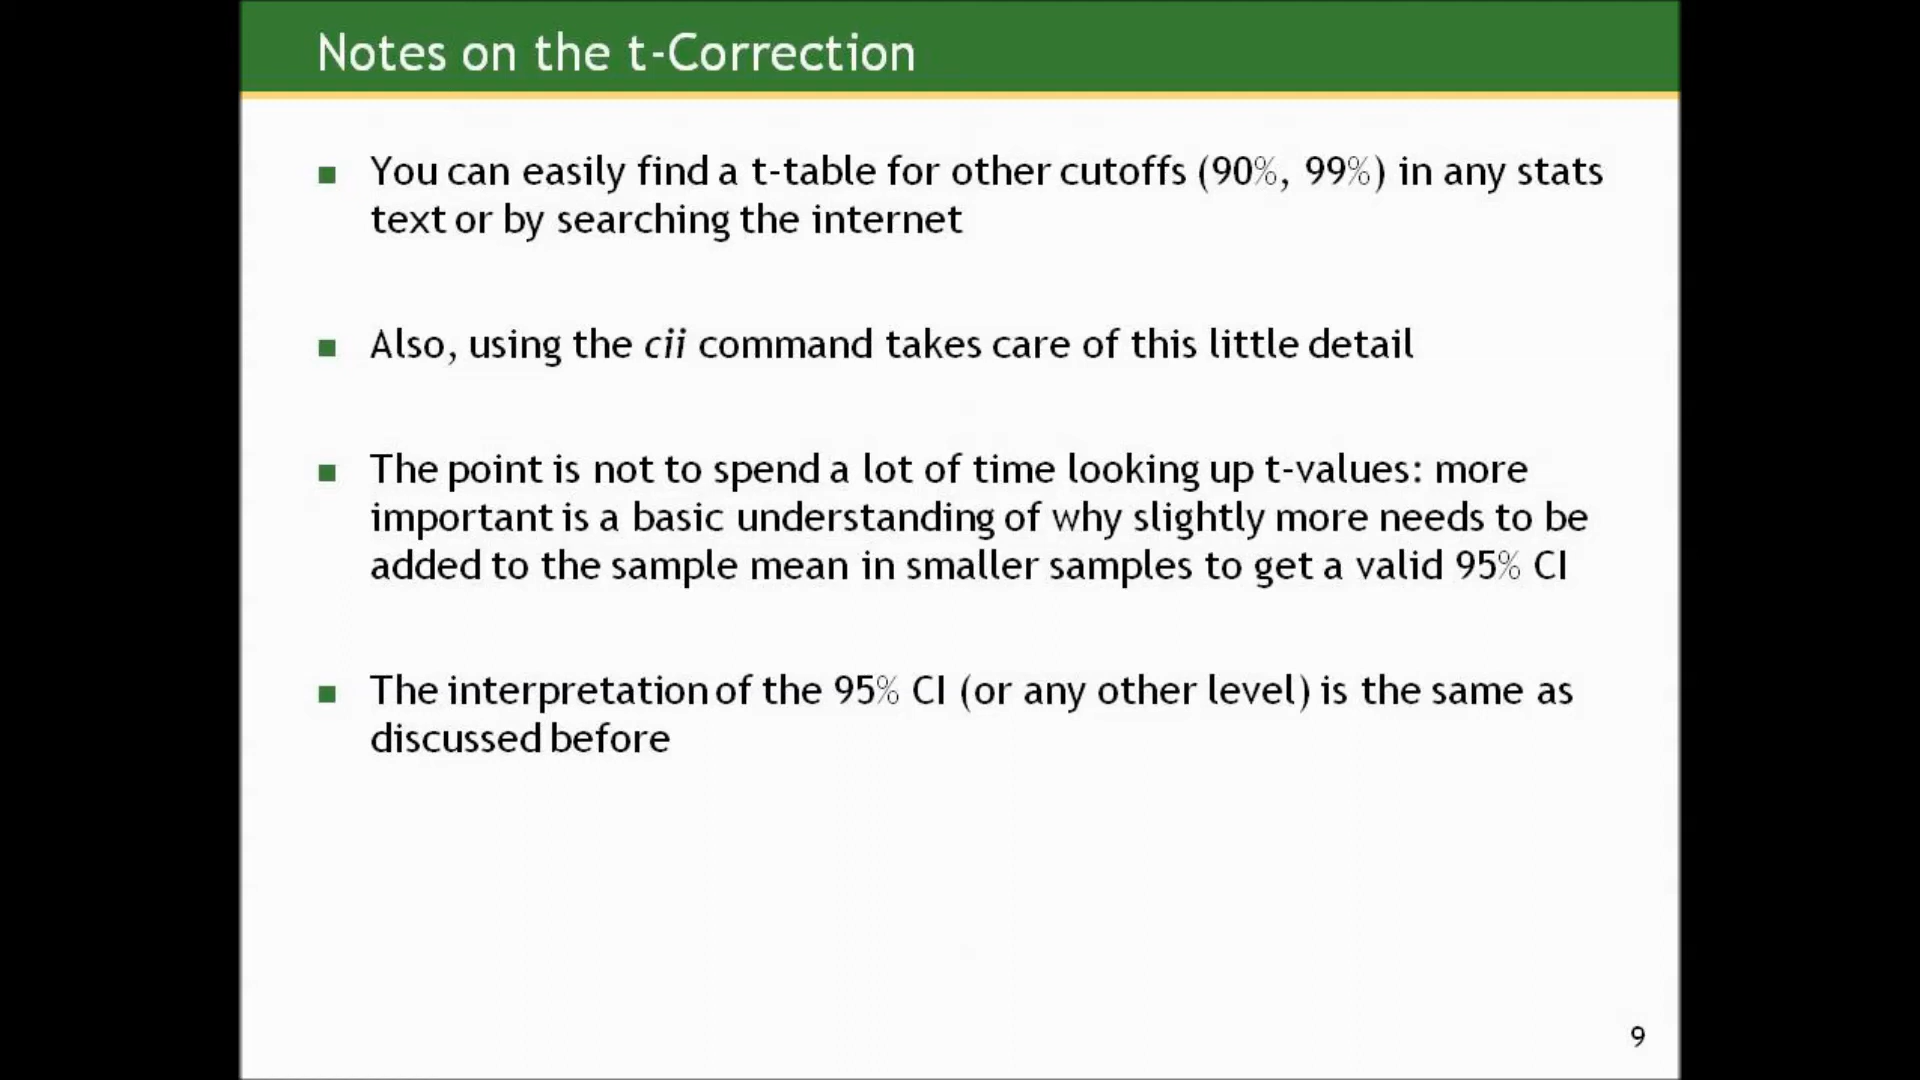 Notes on the t-Correction
You can easily find a t-table for other cutoffs (90%, 99%) in any stats
text or by searching the internet
Also, using the cii command takes care of this little detail
The point is not to spend a lot of time looking up t-values: more
important is a basic understanding of why slightly more needs to be
added to the sample mean in smaller samples to get a valid 95% CI
The interpretation of the 95% CI (or any other level) is the same as
discussed before
9